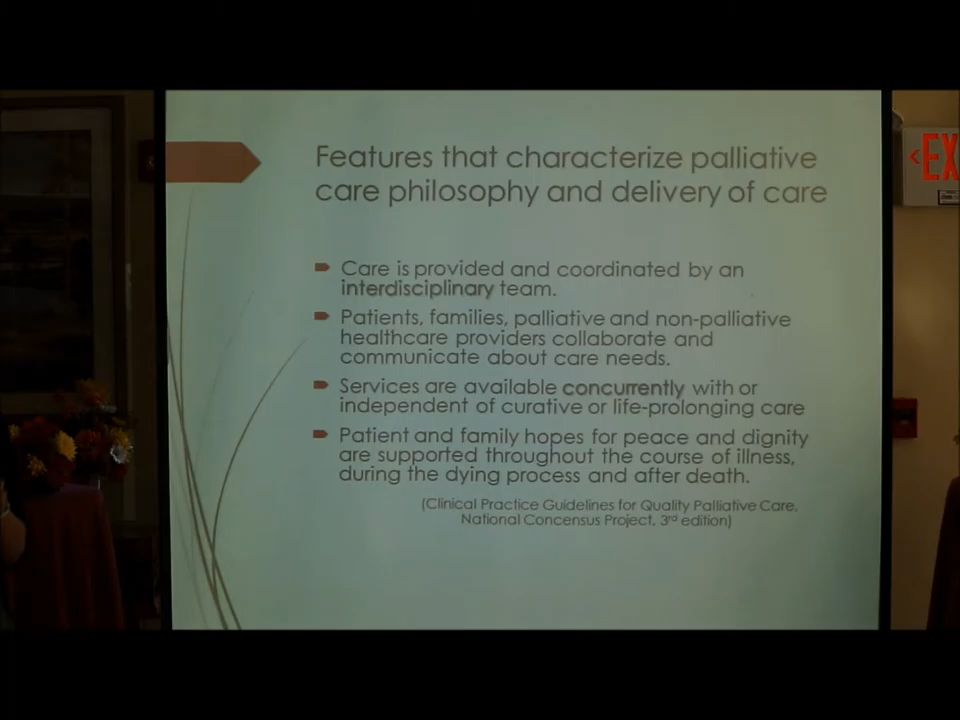 Features that characterize palliative
care philosophy and delivery of care
Care is provided and coordinated by an
interdisciplinary team.
Patients, families, palliative and non-palliative
healthcare providers collaborate and
communicate about care needs.
Services are available concurrently with or
independent of curative or life-prolonging care
Patient and family hopes for peace and dignity
are supported throughout the course of illness,
during the dying process and after death.
(Clinical Practice Guidelines for Quality Palliative Care.
National Concensus Project, 3rd edition)
<EX